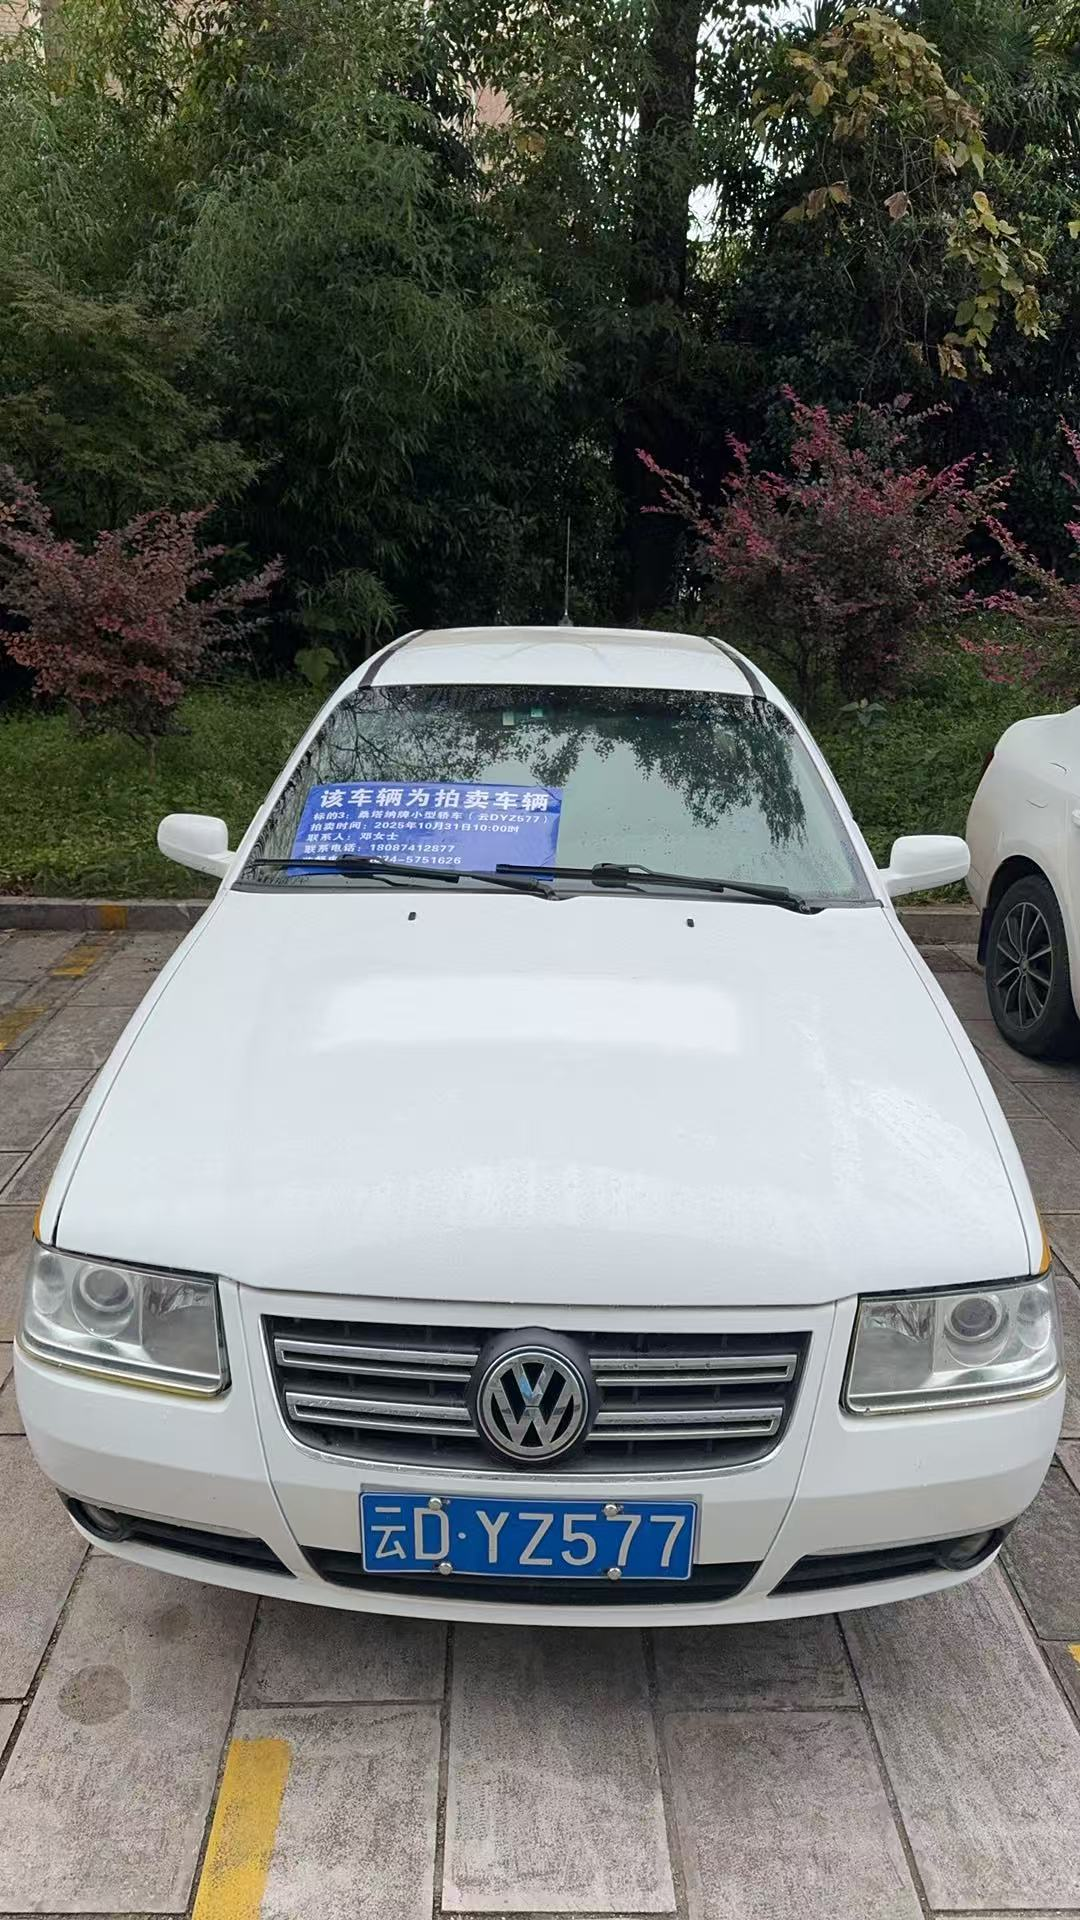 该车辆为拍卖车辆
标的3：桑塔纳牌小型轿车（云DYZ577）
拍卖时间：2025年10月31日10:00时
联系人：邓女士
联系电话：18087412877
0874-5751626
云D·YZ577